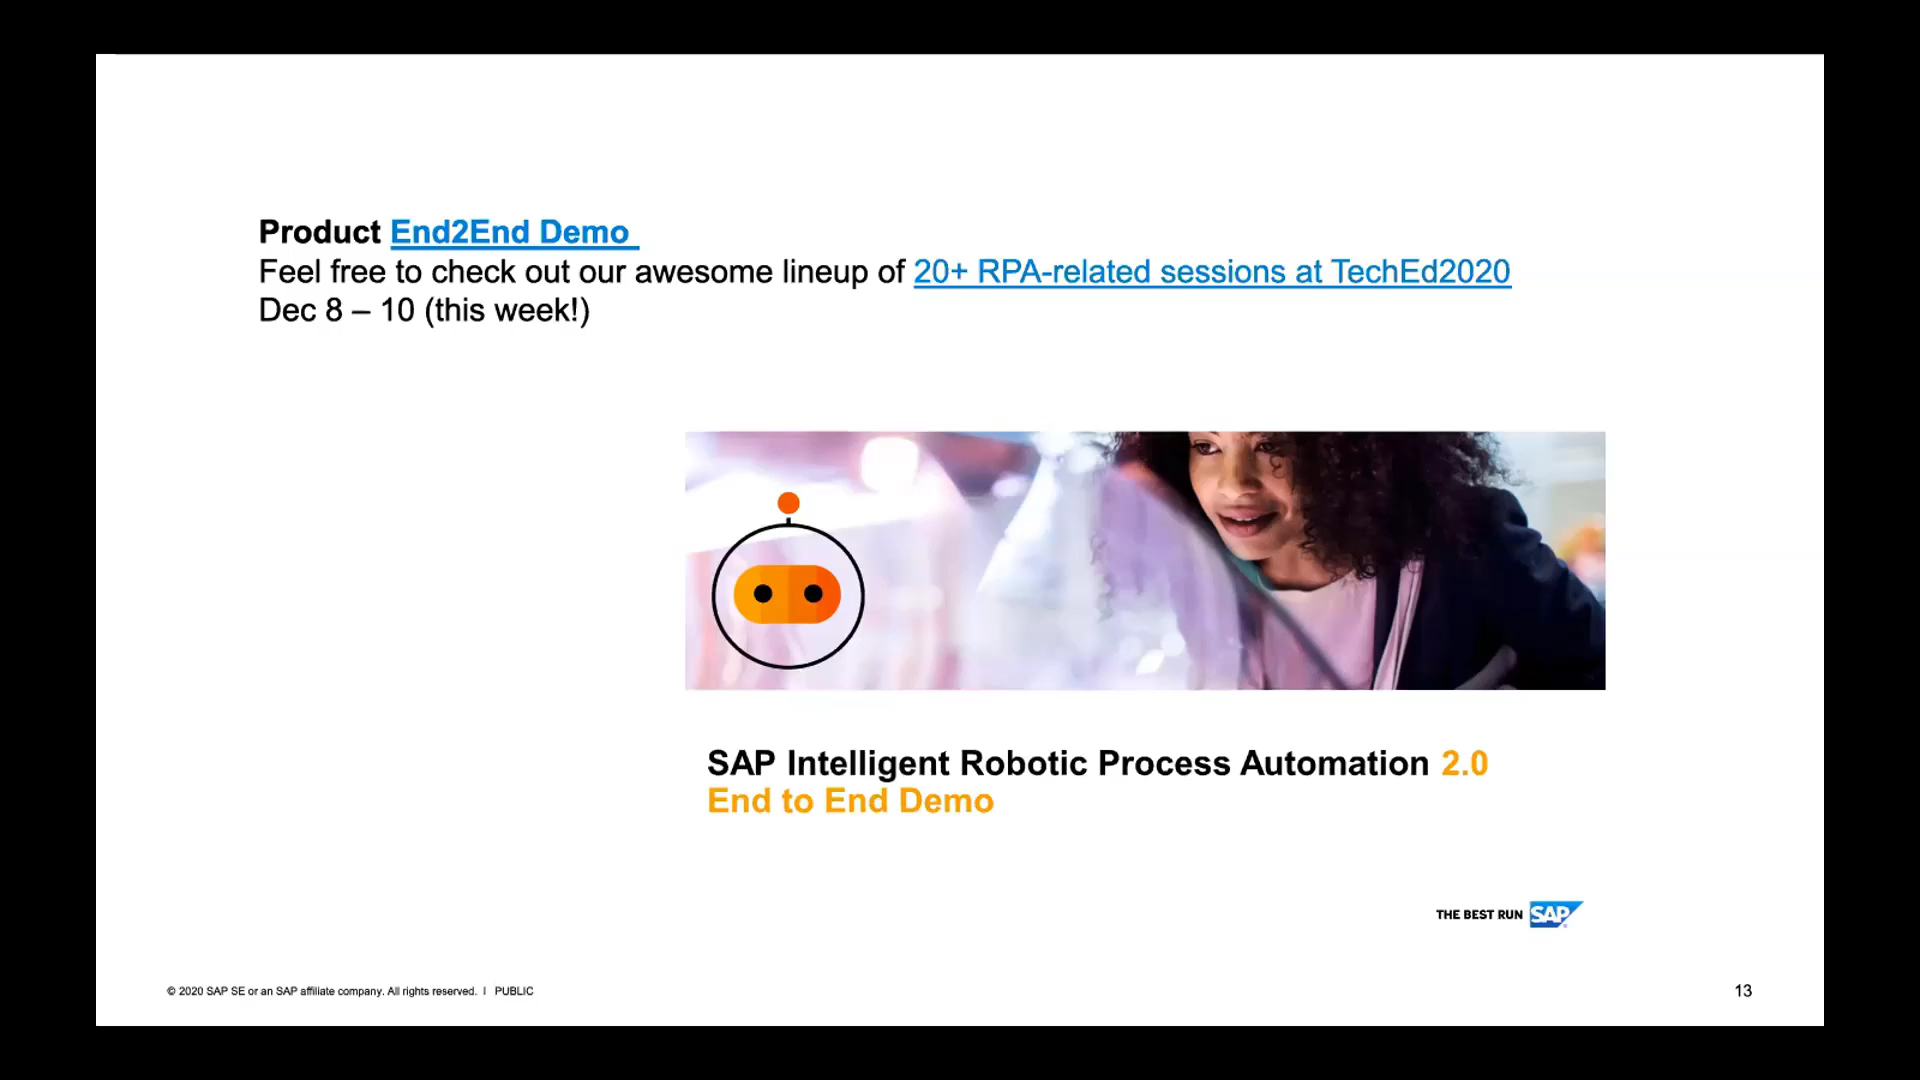 Product End2End Demo
Feel free to check out our awesome lineup of 20+ RPA-related sessions at TechEd2020
Dec 8 – 10 (this week!)
SAP Intelligent Robotic Process Automation 2.0
End to End Demo
THE BEST RUN SAP
© 2020 SAP SE or an SAP affiliate company. All rights reserved. I PUBLIC
13